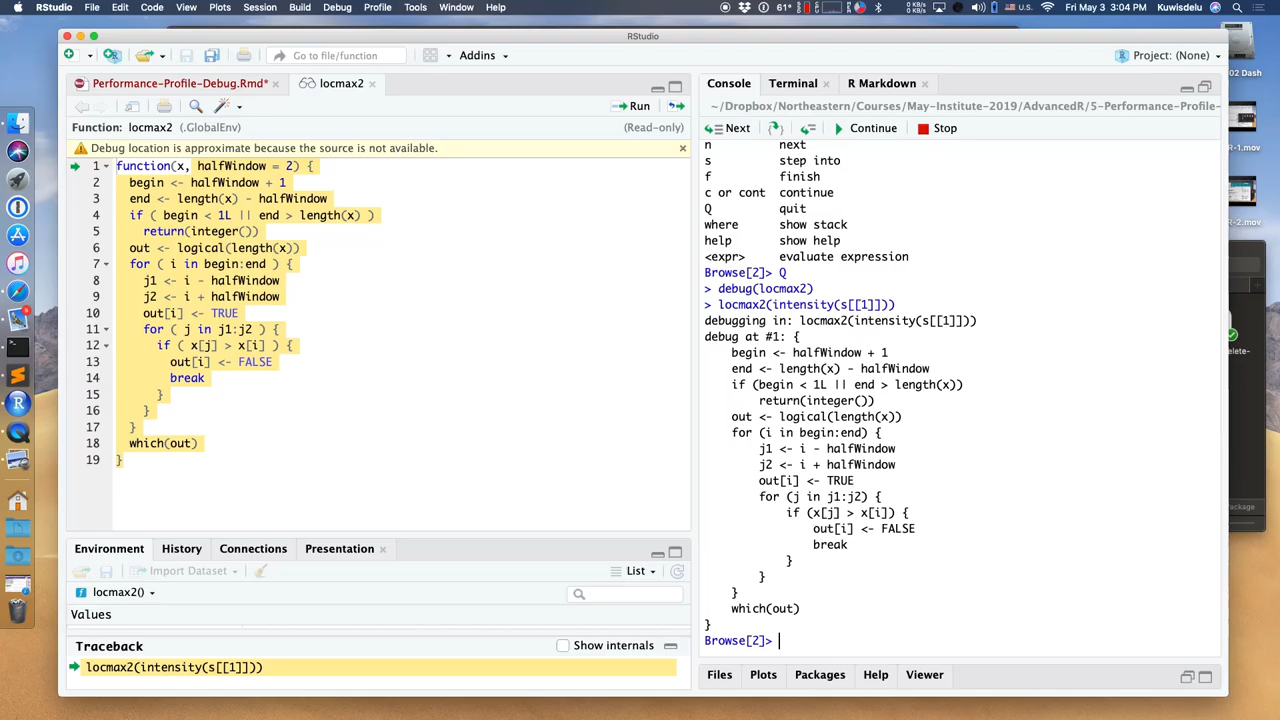 RStudio File Edit Code View Plots Session Build Debug Profile Tools Window Help 61° U.S. Fri May 3 3:04 PM Kuwisdelu
RStudio
Go to file/function Addins Project: (None)
Performance-Profile-Debug.Rmd* locmax2
Run
Function: locmax2 (.GlobalEnv) (Read-only)
Debug location is approximate because the source is not available.
1 function(x, halfWindow = 2) {
2 begin <- halfWindow + 1
3 end <- length(x) - halfWindow
4 if ( begin < 1L || end > length(x) )
5 return(integer())
6 out <- logical(length(x))
7 for ( i in begin:end ) {
8 j1 <- i - halfWindow
9 j2 <- i + halfWindow
10 out[i] <- TRUE
11 for ( j in j1:j2 ) {
12 if ( x[j] > x[i] ) {
13 out[i] <- FALSE
14 break
15 }
16 }
17 }
18 which(out)
19 }
Environment History Connections Presentation
Import Dataset List
locmax2()
Values
Traceback Show internals
locmax2(intensity(s[[1]]))
Console Terminal R Markdown
~/Dropbox/Northeastern/Courses/May-Institute-2019/AdvancedR/5-Performance-Profile-
Next Continue Stop
n next
s step into
f finish
c or cont continue
Q quit
where show stack
help show help
<expr> evaluate expression
Browse[2]> Q
> debug(locmax2)
> locmax2(intensity(s[[1]]))
debugging in: locmax2(intensity(s[[1]]))
debug at #1: {
begin <- halfWindow + 1
end <- length(x) - halfWindow
if (begin < 1L || end > length(x))
return(integer())
out <- logical(length(x))
for (i in begin:end) {
j1 <- i - halfWindow
j2 <- i + halfWindow
out[i] <- TRUE
for (j in j1:j2) {
if (x[j] > x[i]) {
out[i] <- FALSE
break
}
}
}
which(out)
}
Browse[2]>
Files Plots Packages Help Viewer
02 Dash
R-1.mov
R-2.mov
elete-
Package